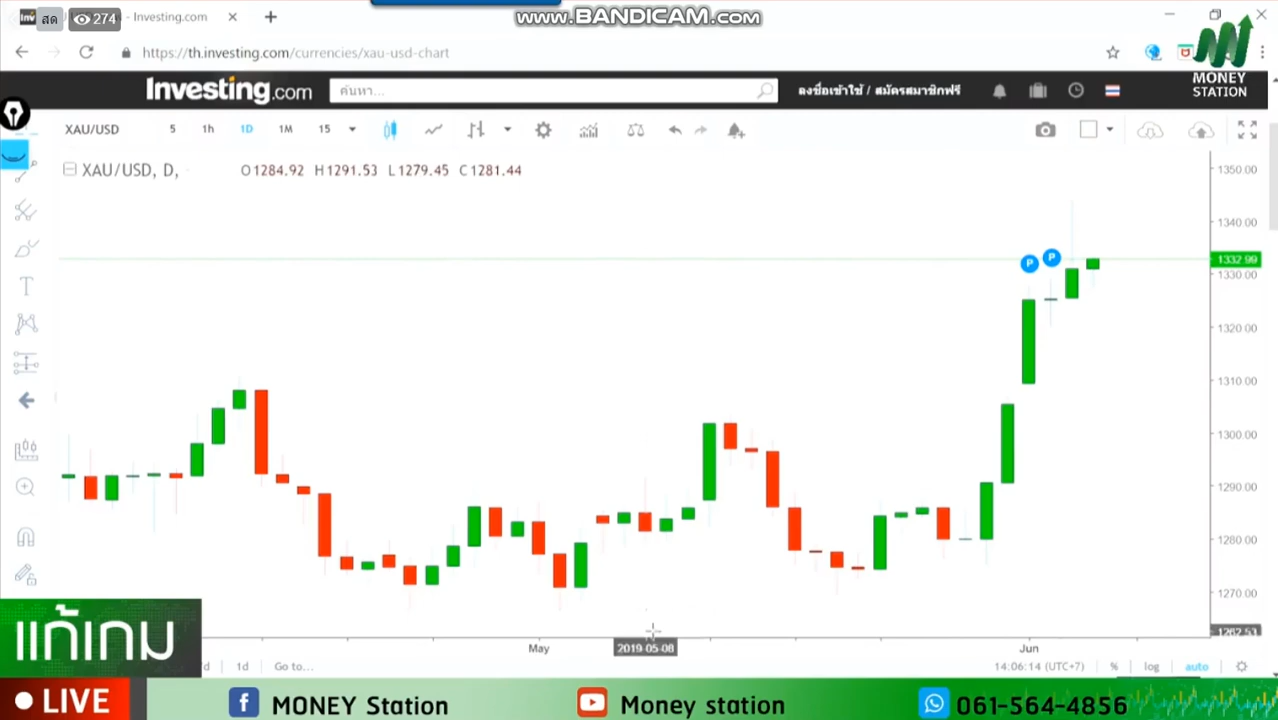 สด 274
- Investing.com
www.BANDICAM.com
https://th.investing.com/currencies/xau-usd-chart
MONEY
STATION
Investing.com
ค้นหา...
ลงชื่อเข้าใช้ / สมัครสมาชิกฟรี
XAU/USD 5 1h 1D 1M 15
XAU/USD, D, O1284.92 H1291.53 L1279.45 C1281.44
1350.00
1340.00
1332.99
1330.00
1320.00
1310.00
1300.00
1290.00
1280.00
1270.00
1262.53
P P
T
May 2019-05-08 Jun
1d Go to... 14:06:14 (UTC+7) % log auto
แก้เกม
LIVE
MONEY Station
Money station
061-564-4856